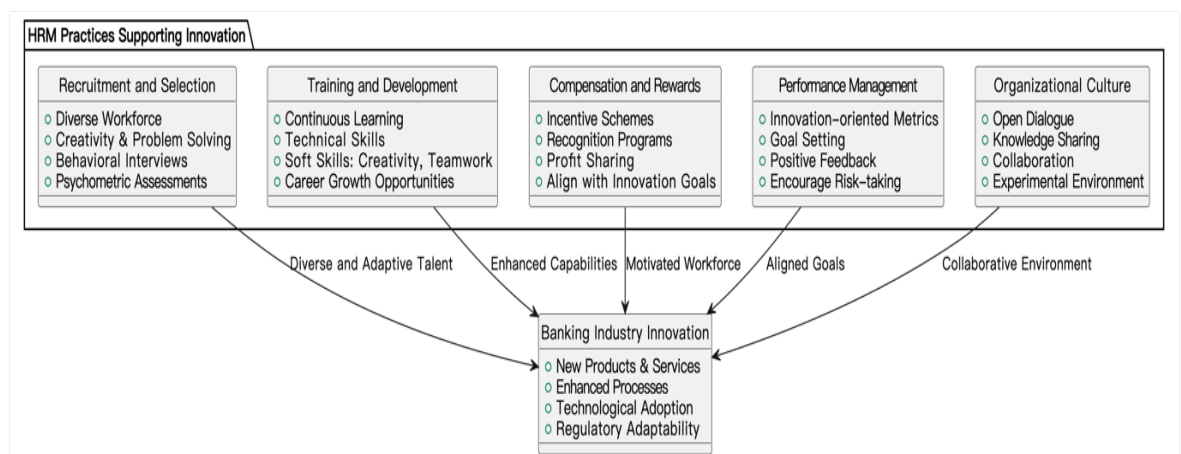 HRM Practices Supporting Innovation
Recruitment and Selection
Diverse Workforce
Creativity & Problem Solving
Behavioral Interviews
Psychometric Assessments
Training and Development
Continuous Learning
Technical Skills
Soft Skills: Creativity, Teamwork
Career Growth Opportunities
Compensation and Rewards
Incentive Schemes
Recognition Programs
Profit Sharing
Align with Innovation Goals
Performance Management
Innovation-oriented Metrics
Goal Setting
Positive Feedback
Encourage Risk-taking
Organizational Culture
Open Dialogue
Knowledge Sharing
Collaboration
Experimental Environment
Diverse and Adaptive Talent
Enhanced Capabilities
Motivated Workforce
Aligned Goals
Collaborative Environment
Banking Industry Innovation
New Products & Services
Enhanced Processes
Technological Adoption
Regulatory Adaptability